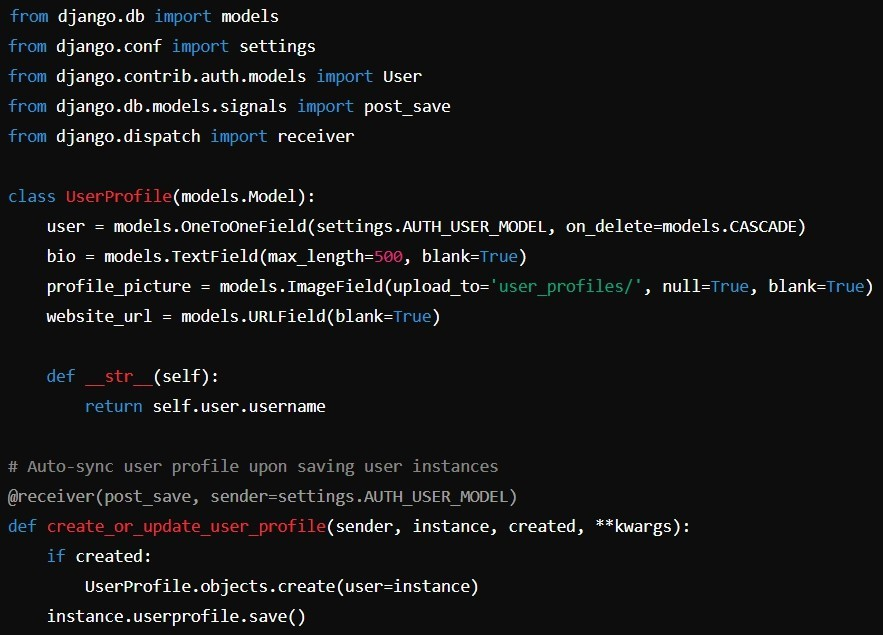 from django.db import models
from django.conf import settings
from django.contrib.auth.models import User
from django.db.models.signals import post_save
from django.dispatch import receiver

class UserProfile(models.Model):
    user = models.OneToOneField(settings.AUTH_USER_MODEL, on_delete=models.CASCADE)
    bio = models.TextField(max_length=500, blank=True)
    profile_picture = models.ImageField(upload_to='user_profiles/', null=True, blank=True)
    website_url = models.URLField(blank=True)

    def __str__(self):
        return self.user.username

# Auto-sync user profile upon saving user instances
@receiver(post_save, sender=settings.AUTH_USER_MODEL)
def create_or_update_user_profile(sender, instance, created, **kwargs):
    if created:
        UserProfile.objects.create(user=instance)
    instance.userprofile.save()